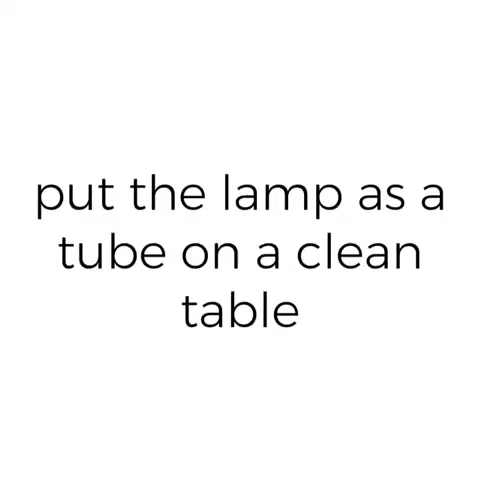 put the lamp as a
tube on a clean
table